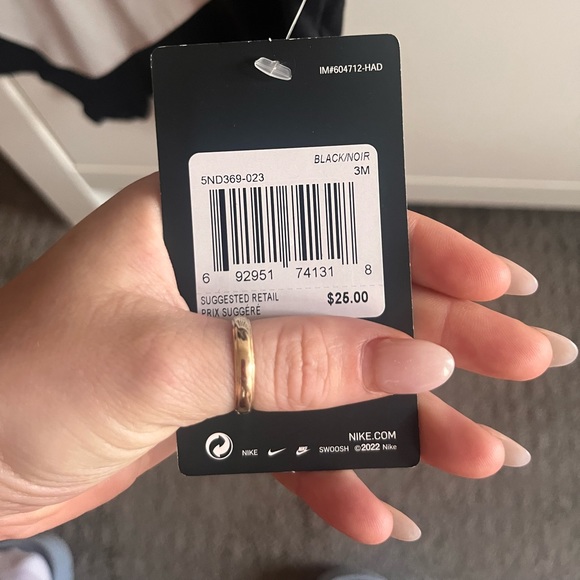 IM#604712-HAD
BLACK/NOIR
5ND369-023 3M
6 92951 74131 8
SUGGESTED RETAIL $25.00
PRIX SUGGÉRÉ
NIKE.COM
NIKE SWOOSH ©2022 Nike